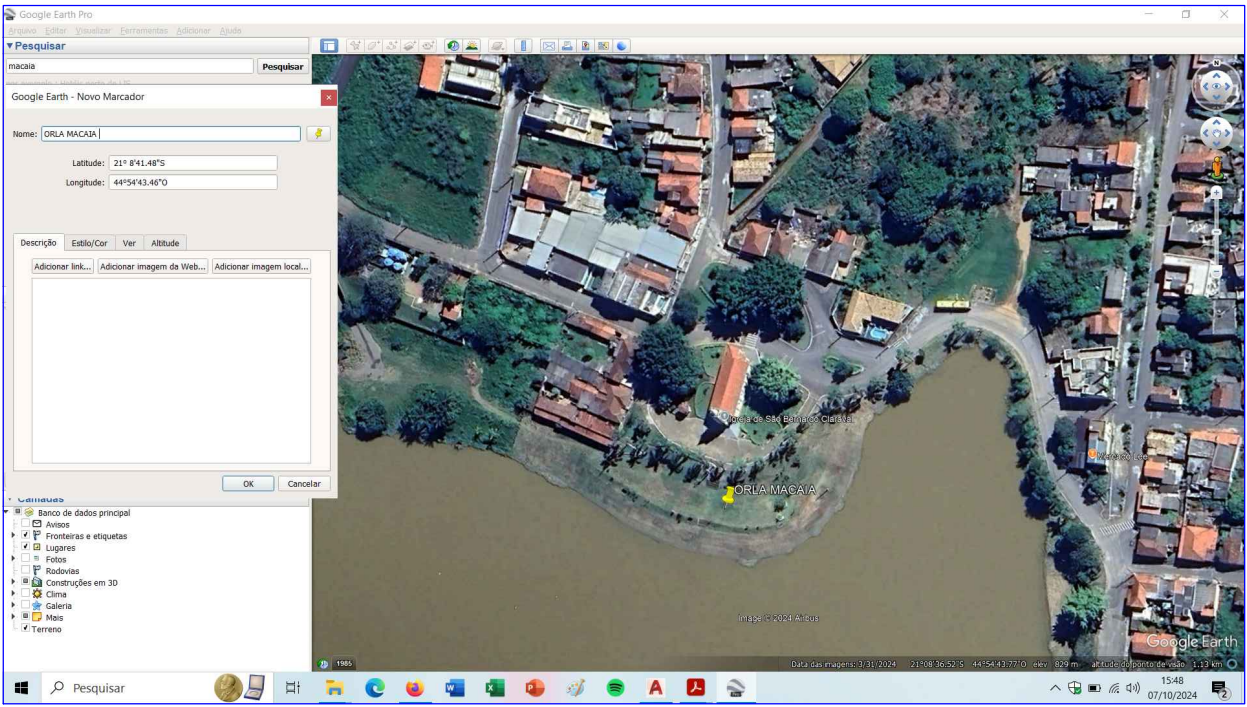 Google Earth Pro
Arquivo Editar Visualizar Ferramentas Adicionar Ajuda
Pesquisar
macaia
Pesquisar
Google Earth - Novo Marcador
Nome: ORLA MACAIA
Latitude: 21° 8'41.48"S
Longitude: 44°54'43.46"O
Descrição Estilo/Cor Ver Altitude
Adicionar link... Adicionar imagem da Web... Adicionar imagem local...
OK Cancelar
Camadas
Banco de dados principal
Avisos
Fronteiras e etiquetas
Lugares
Fotos
Rodovias
Construções em 3D
Clima
Galeria
Mais
Terreno
N
Igreja de São Bernardo Claraval
Mercado Lee
ORLA MACAIA
Image © 2024 Airbus
Google Earth
1985
Data das imagens: 3/31/2024 21°08'36.52"S 44°54'43.77"O elev 829 m altitude do ponto de visão 1.13 km
Pesquisar
15:48
07/10/2024
2